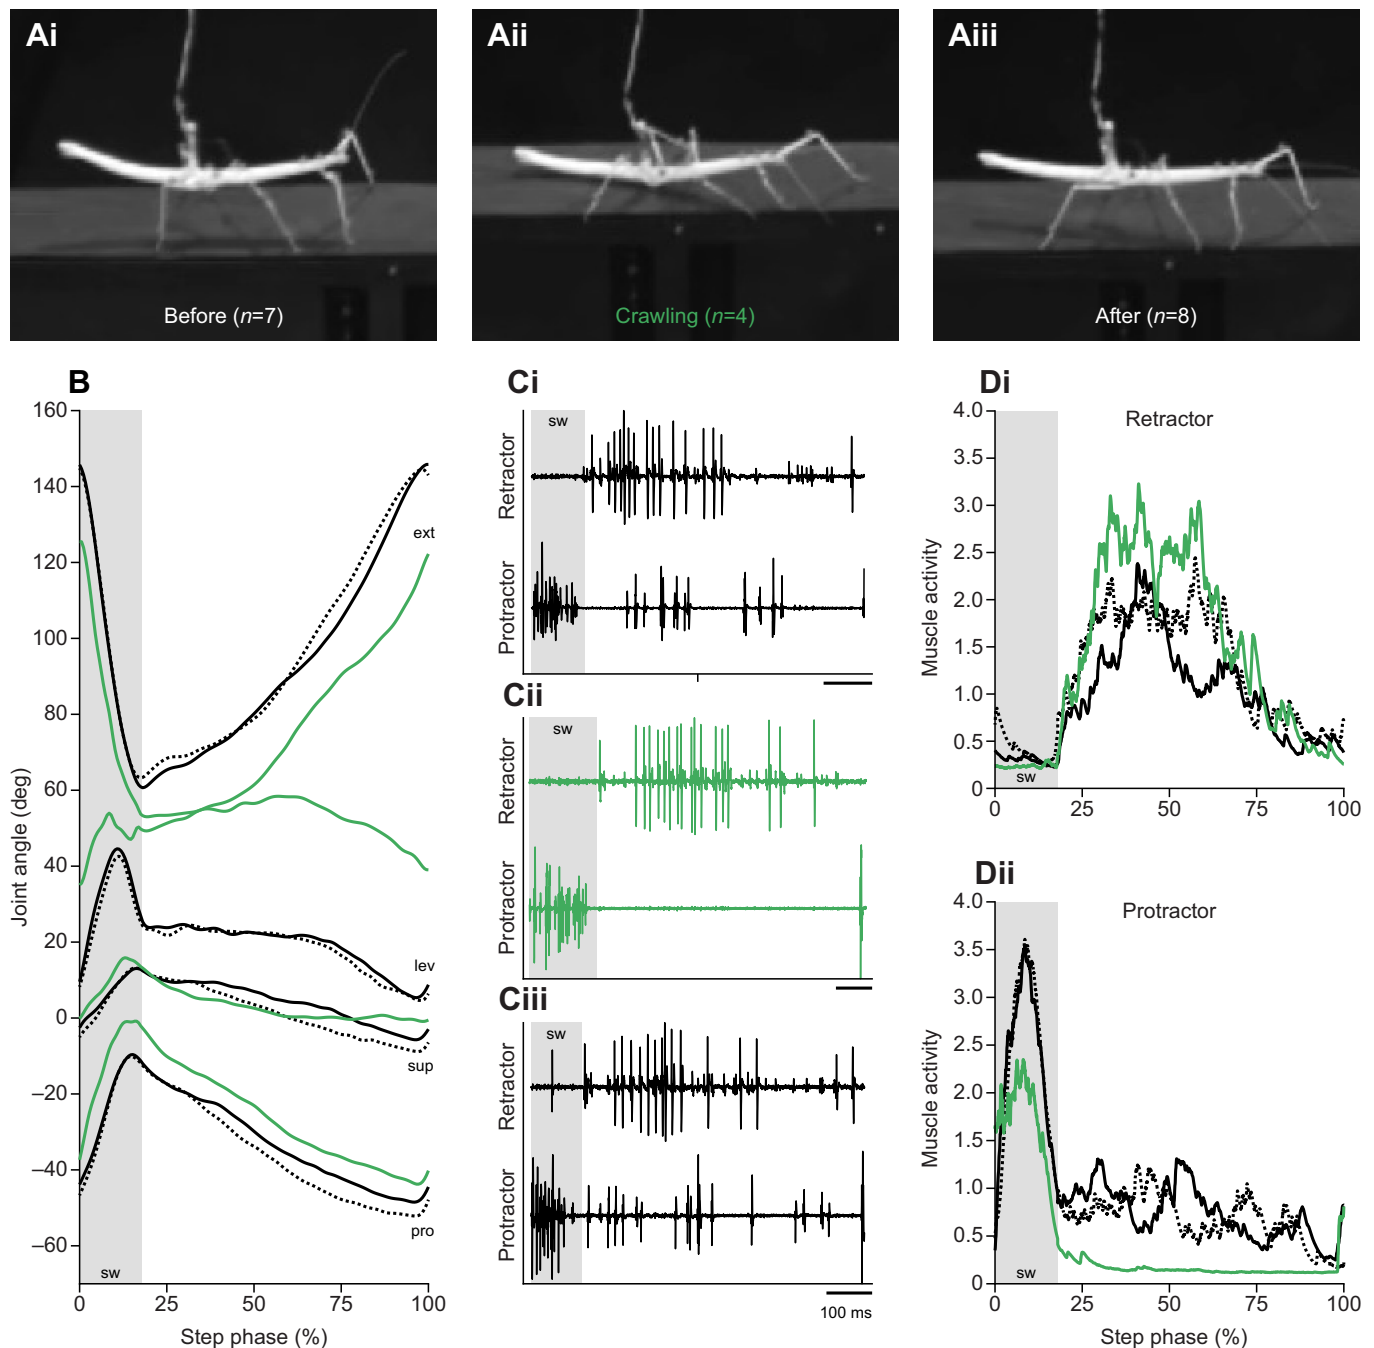 Ai
Before (n=7)
Aii
Crawling (n=4)
Aiii
After (n=8)
B
Joint angle (deg)
160
140
120
100
80
60
40
20
0
–20
–40
–60
ext
lev
sup
pro
sw
0 25 50 75 100
Step phase (%)
Ci
sw
Retractor
Protractor
Cii
sw
Retractor
Protractor
Ciii
sw
Retractor
Protractor
100 ms
Di
Retractor
Muscle activity
4.0
3.5
3.0
2.5
2.0
1.5
1.0
0.5
0
sw
0 25 50 75 100
Dii
Protractor
Muscle activity
4.0
3.5
3.0
2.5
2.0
1.5
1.0
0.5
0
sw
0 25 50 75 100
Step phase (%)